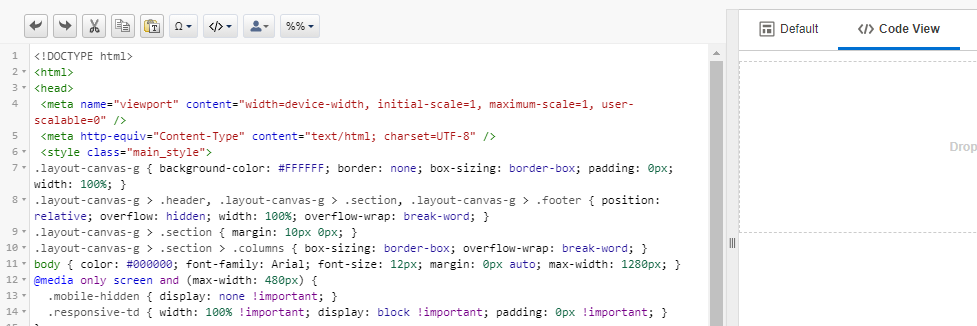 Ω </> %%
Default </> Code View
1 <!DOCTYPE html>
2 <html>
3 <head>
4 <meta name="viewport" content="width=device-width, initial-scale=1, maximum-scale=1, user-
scalable=0" />
5 <meta http-equiv="Content-Type" content="text/html; charset=UTF-8" />
6 <style class="main_style">
7 .layout-canvas-g { background-color: #FFFFFF; border: none; box-sizing: border-box; padding: 0px;
width: 100%; }
8 .layout-canvas-g > .header, .layout-canvas-g > .section, .layout-canvas-g > .footer { position:
relative; overflow: hidden; width: 100%; overflow-wrap: break-word; }
9 .layout-canvas-g > .section { margin: 10px 0px; }
10 .layout-canvas-g > .section > .columns { box-sizing: border-box; overflow-wrap: break-word; }
11 body { color: #000000; font-family: Arial; font-size: 12px; margin: 0px auto; max-width: 1280px; }
12 @media only screen and (max-width: 480px) {
13 .mobile-hidden { display: none !important; }
14 .responsive-td { width: 100% !important; display: block !important; padding: 0px !important; }
Drop